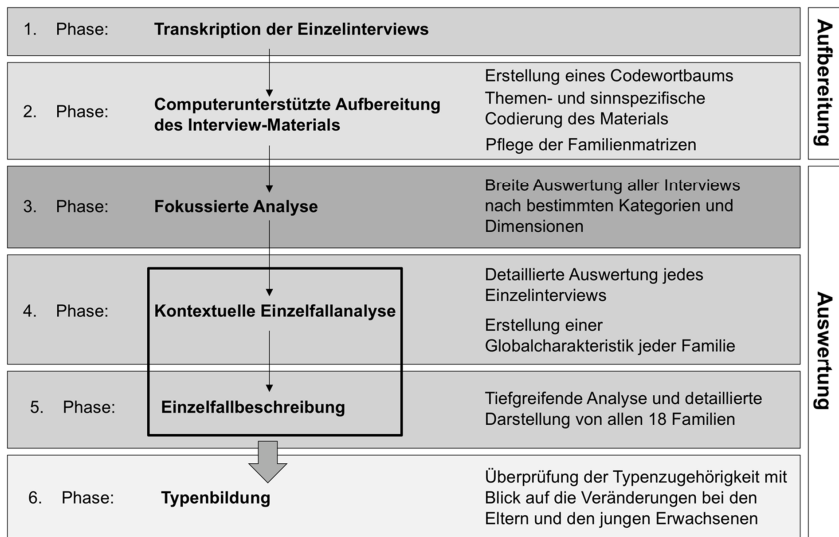 1. Phase: Transkription der Einzelinterviews
2. Phase: Computerunterstützte Aufbereitung
des Interview-Materials
Erstellung eines Codewortbaums
Themen- und sinnspezifische
Codierung des Materials
Pflege der Familienmatrizen
Aufbereitung
3. Phase: Fokussierte Analyse
Breite Auswertung aller Interviews
nach bestimmten Kategorien und
Dimensionen
4. Phase: Kontextuelle Einzelfallanalyse
Detaillierte Auswertung jedes
Einzelinterviews
Erstellung einer
Globalcharakteristik jeder Familie
5. Phase: Einzelfallbeschreibung
Tiefgreifende Analyse und detaillierte
Darstellung von allen 18 Familien
6. Phase: Typenbildung
Überprüfung der Typenzugehörigkeit mit
Blick auf die Veränderungen bei den
Eltern und den jungen Erwachsenen
Auswertung